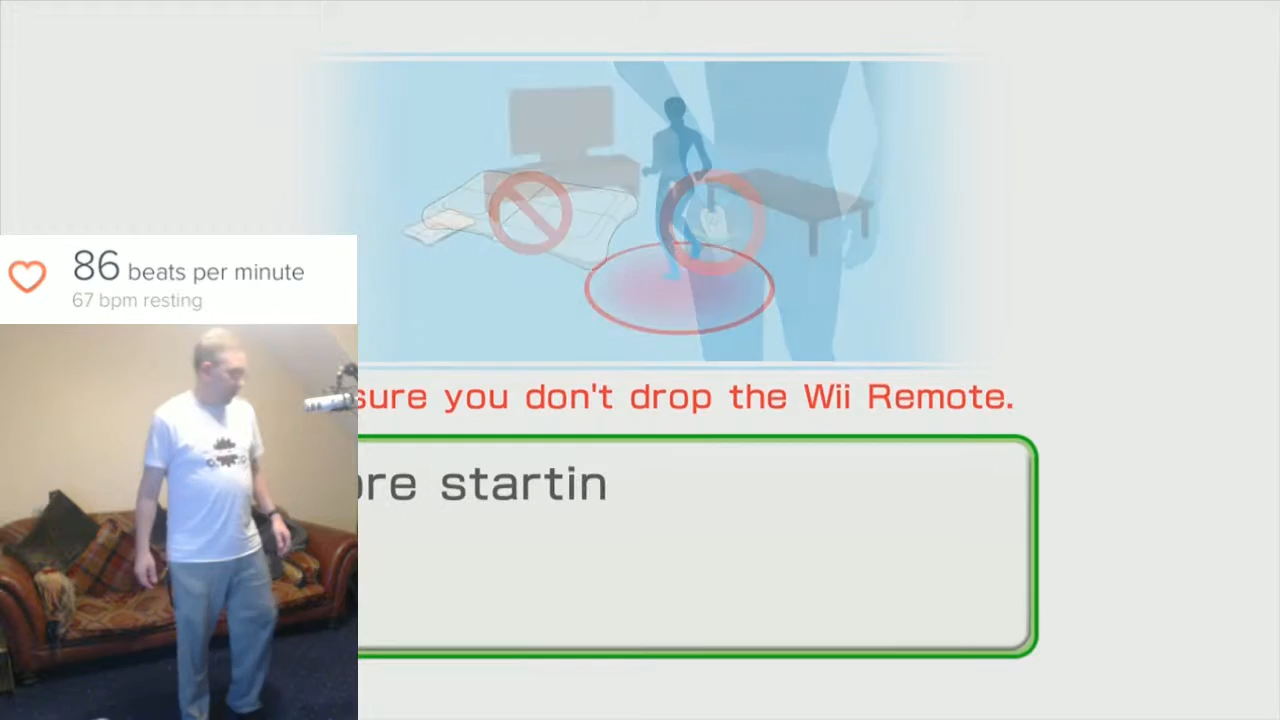 86 beats per minute
67 bpm resting
sure you don't drop the Wii Remote.
ore startin